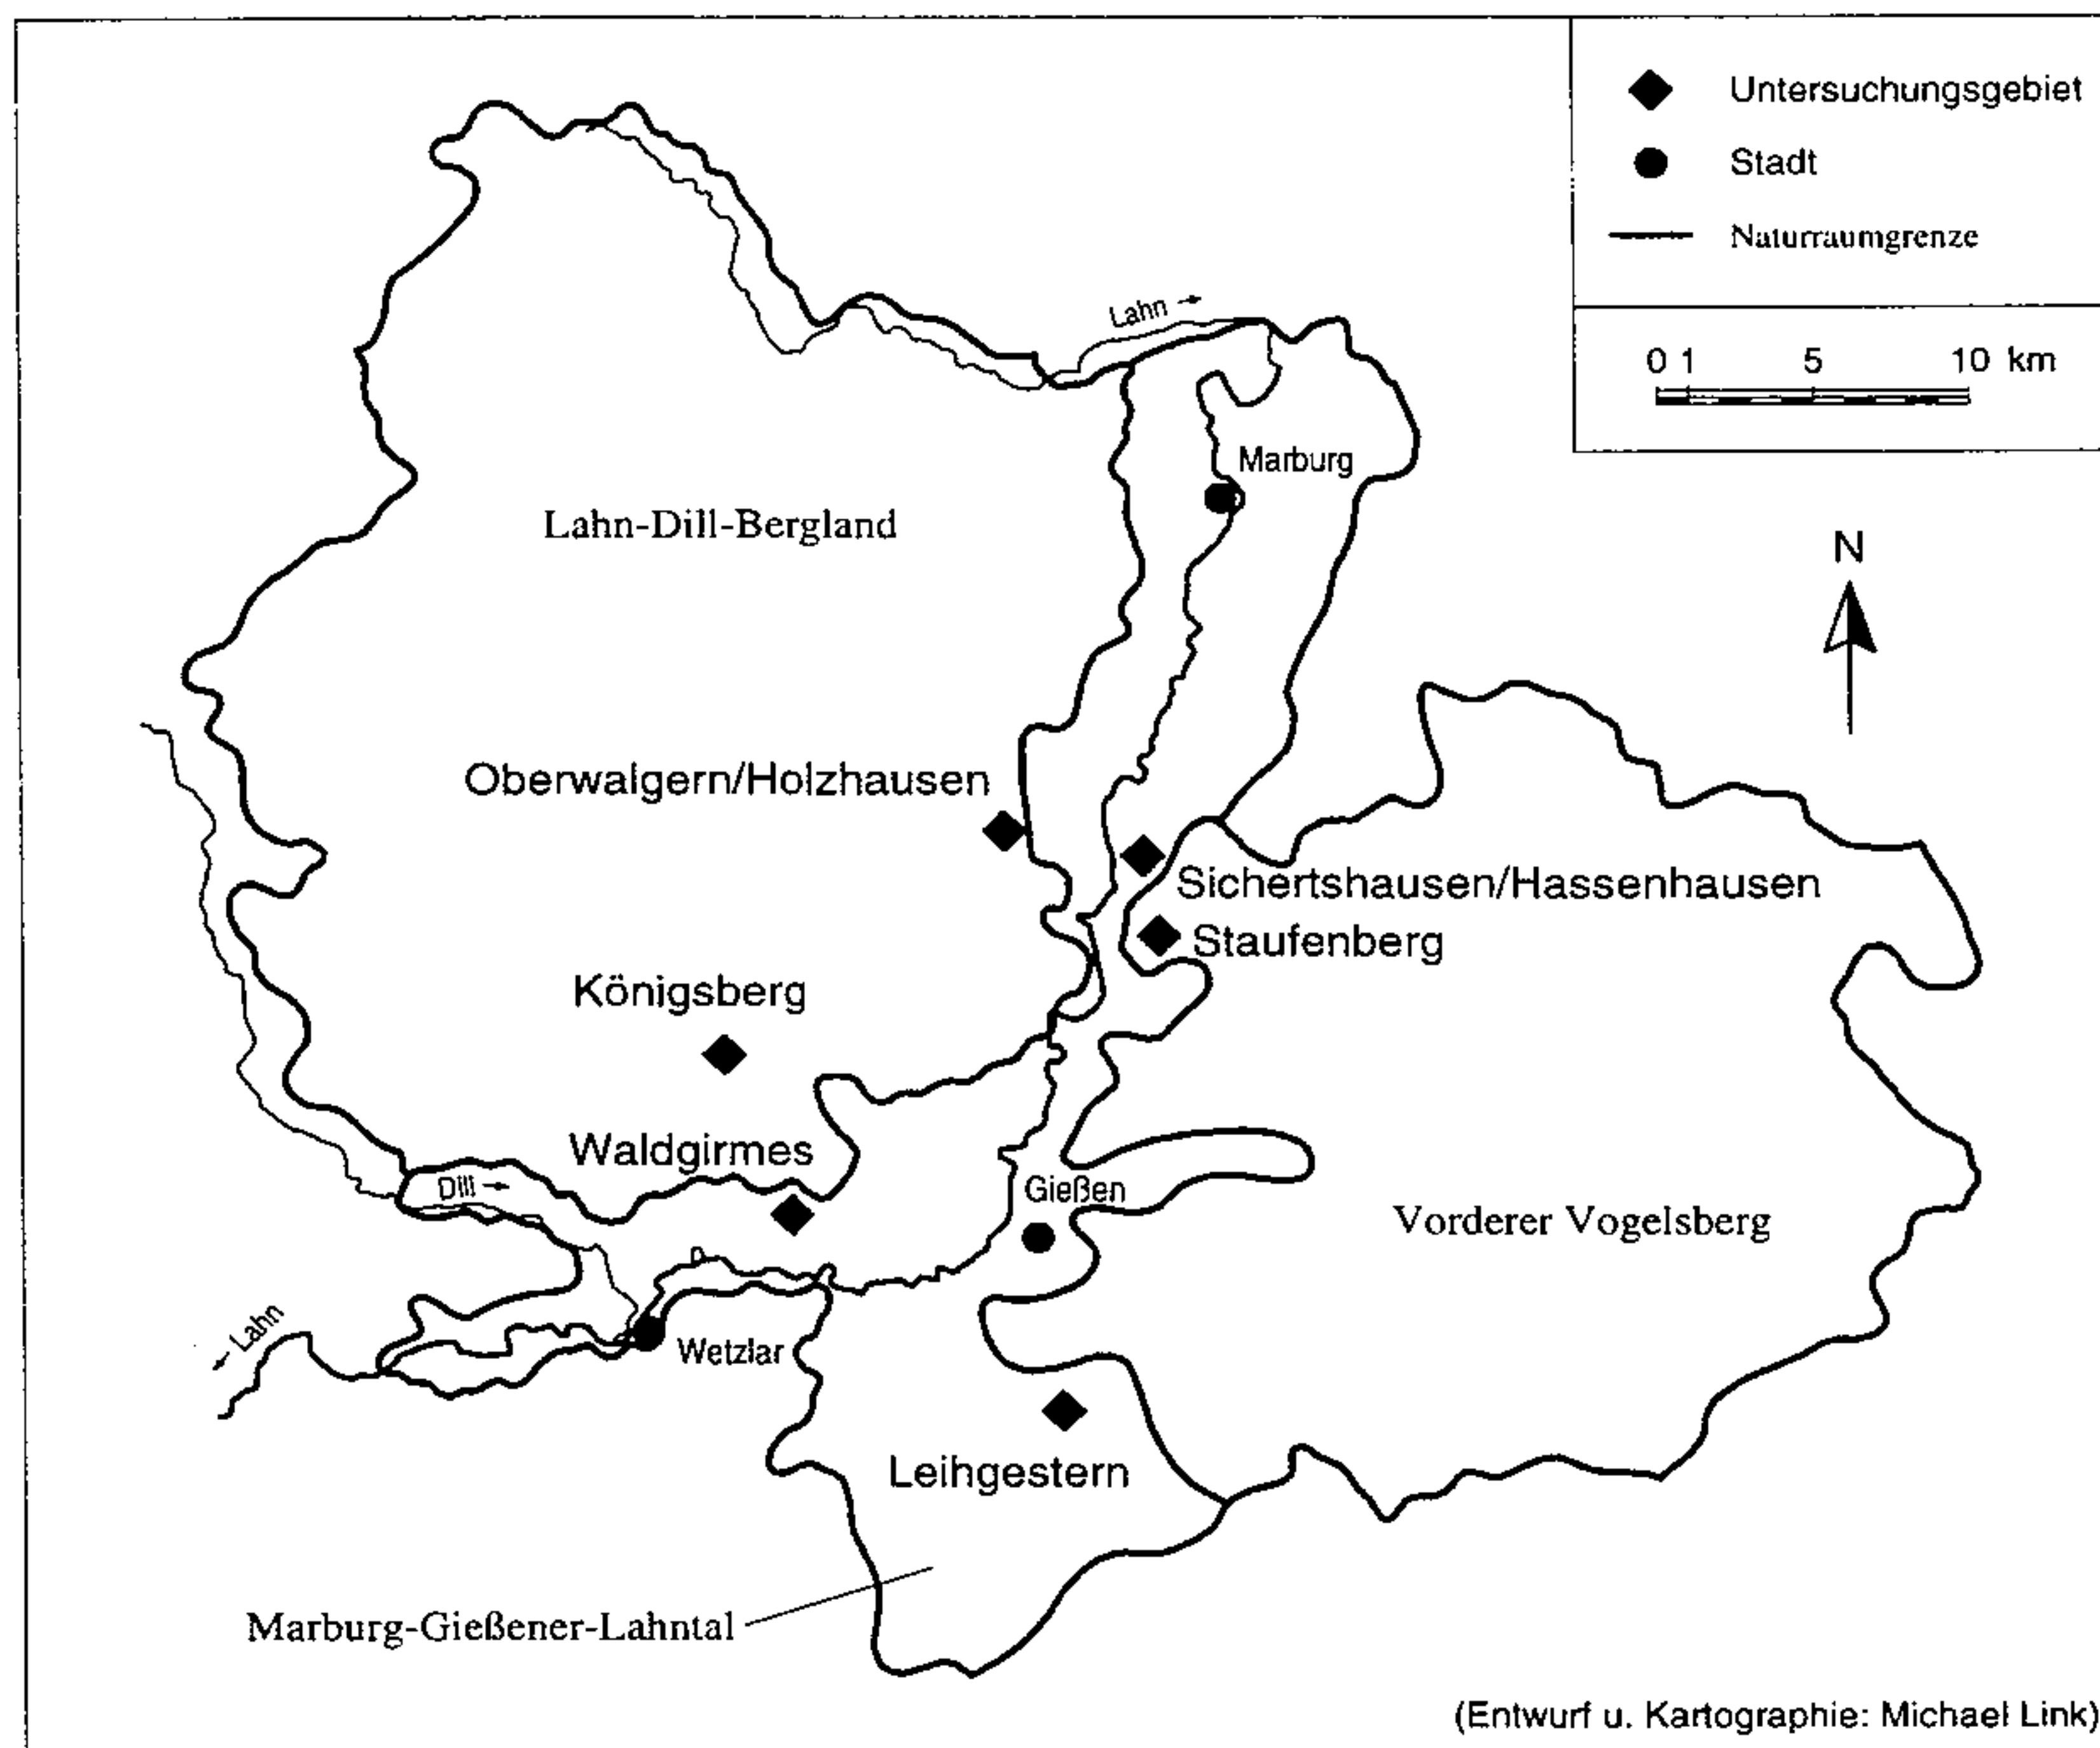 Untersuchungsgebiet
Stadt
Naturraumgrenze
0 1 5 10 km
N
Lahn
Marburg
Lahn-Dill-Bergland
Oberwalgern/Holzhausen
Sichertshausen/Hassenhausen
Staufenberg
Königsberg
Waldgirmes
Dill
Gießen
Vorderer Vogelsberg
Lahn
Wetzlar
Leihgestern
Marburg-Gießener-Lahntal
(Entwurf u. Kartographie: Michael Link)